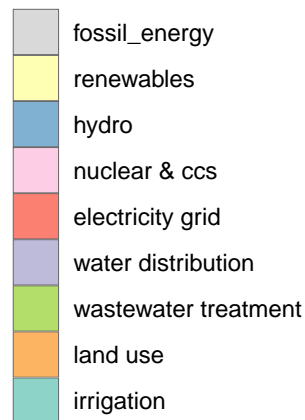 fossil_energy
renewables
hydro
nuclear & ccs
electricity grid
water distribution
wastewater treatment
land use
irrigation